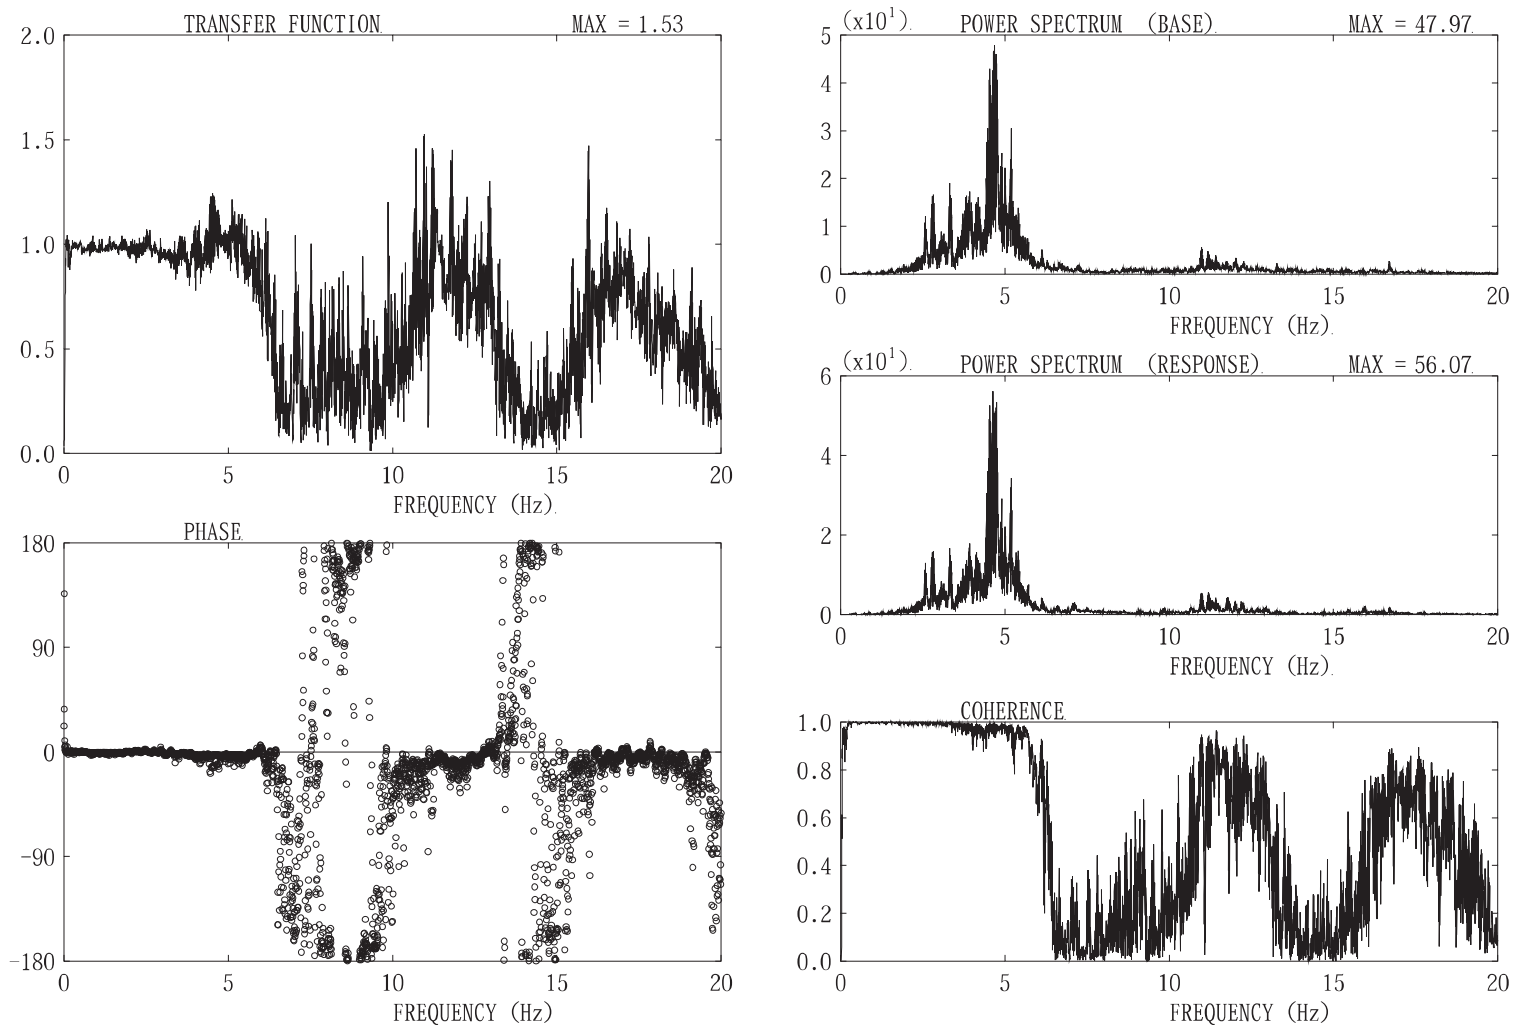 TRANSFER FUNCTION MAX = 1.53
2.0
1.5
1.0
0.5
0.0
0 5 10 15 20
FREQUENCY (Hz)
PHASE
180
90
0
-90
-180
0 5 10 15 20
FREQUENCY (Hz)
(x10¹) POWER SPECTRUM (BASE) MAX = 47.97
5
4
3
2
1
0
0 5 10 15 20
FREQUENCY (Hz)
(x10¹) POWER SPECTRUM (RESPONSE) MAX = 56.07
6
4
2
0
0 5 10 15 20
FREQUENCY (Hz)
COHERENCE
1.0
0.8
0.6
0.4
0.2
0.0
0 5 10 15 20
FREQUENCY (Hz)